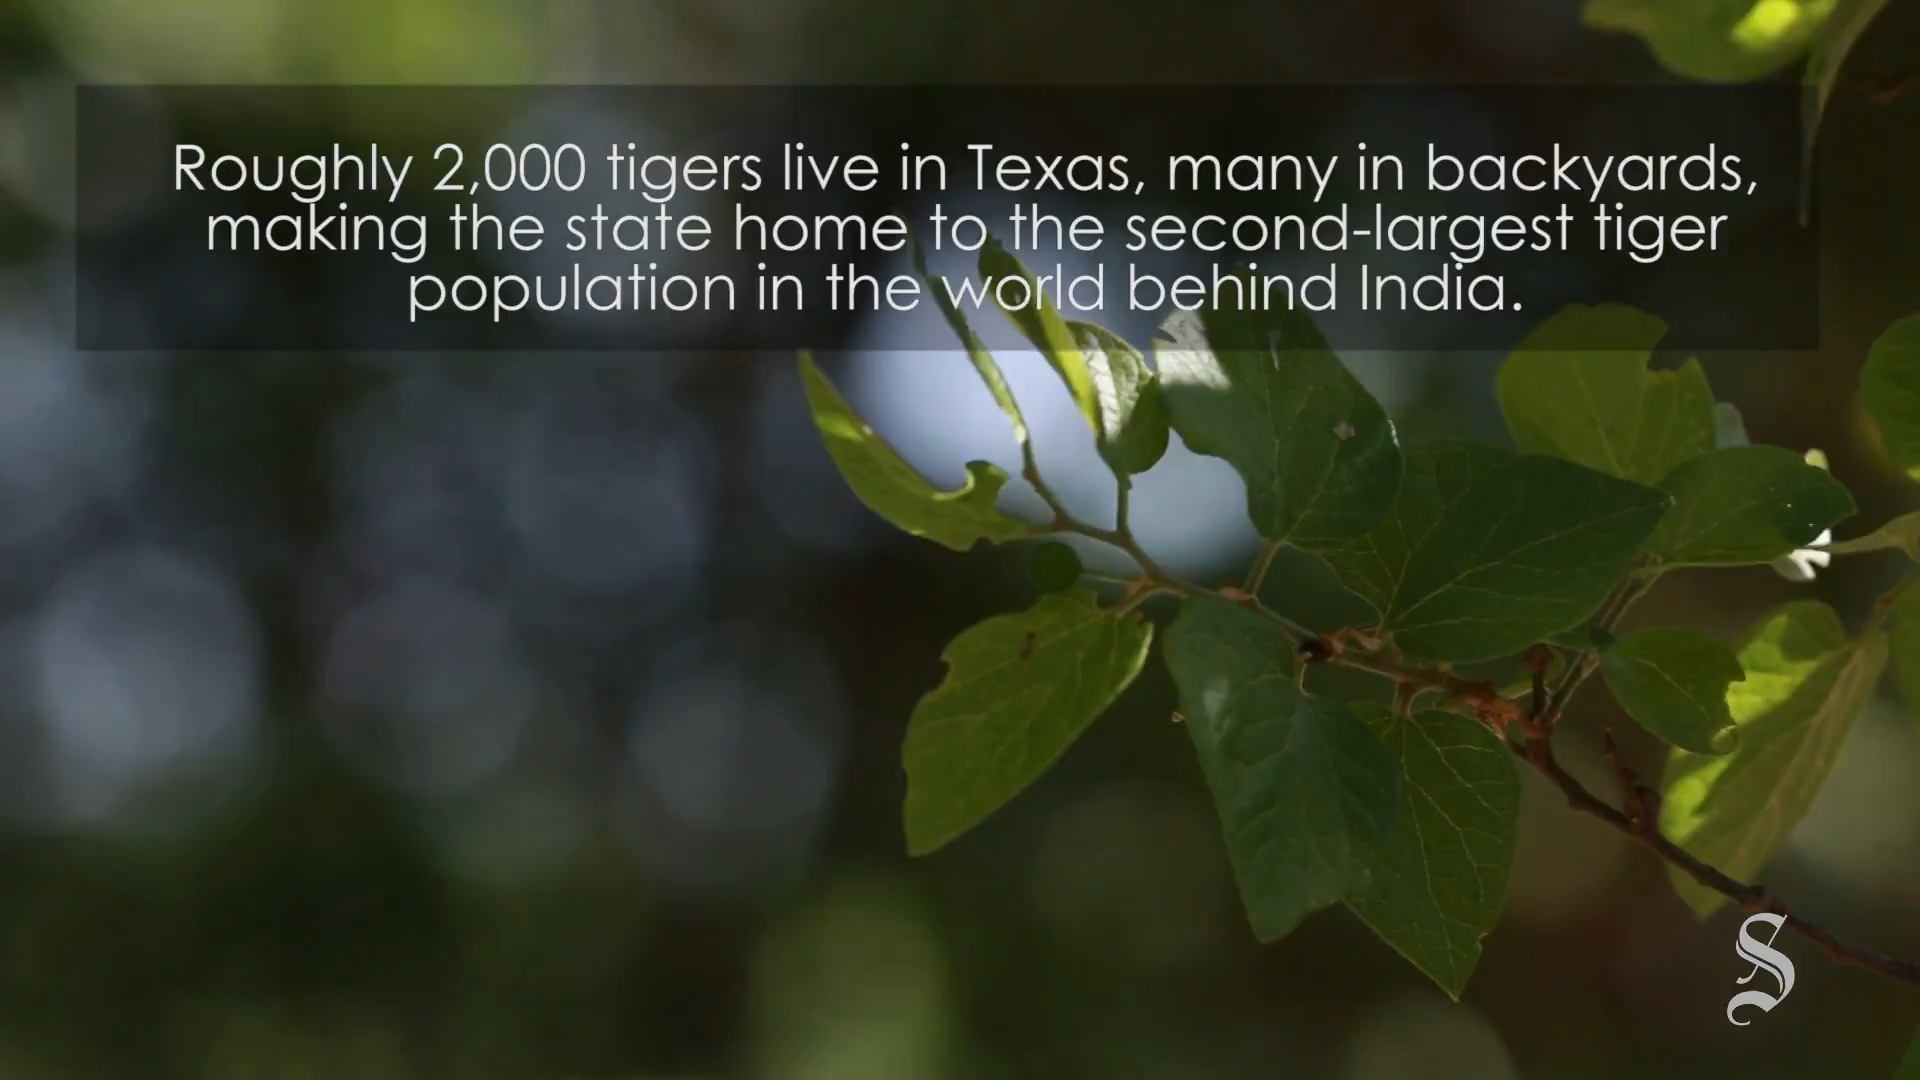 Roughly 2,000 tigers live in Texas, many in backyards,
making the state home to the second-largest tiger
population in the world behind India.
S